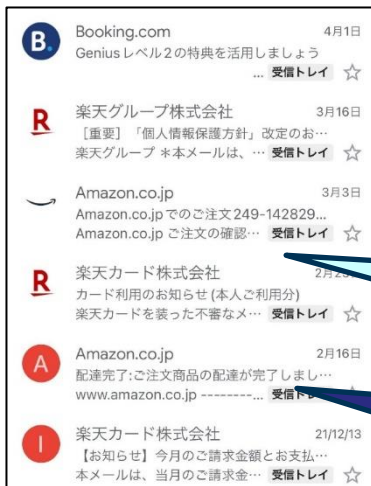 B.
Booking.com 4月1日
Geniusレベル2の特典を活用しましょう
... 受信トレイ
R
楽天グループ株式会社 3月16日
[重要]「個人情報保護方針」改定のお…
楽天グループ *本メールは、… 受信トレイ
Amazon.co.jp 3月3日
Amazon.co.jpでのご注文249-142829...
Amazon.co.jp ご注文の確認… 受信トレイ
R
楽天カード株式会社
カード利用のお知らせ(本人ご利用分)
楽天カードを装った不審なメ… 受信トレイ
A
Amazon.co.jp 2月16日
配達完了:ご注文商品の配達が完了しまし…
www.amazon.co.jp --------... 受信
I
楽天カード株式会社 21/12/13
【お知らせ】今月のご請求金額とお支払…
本メールは、当月のご請求金… 受信トレイ